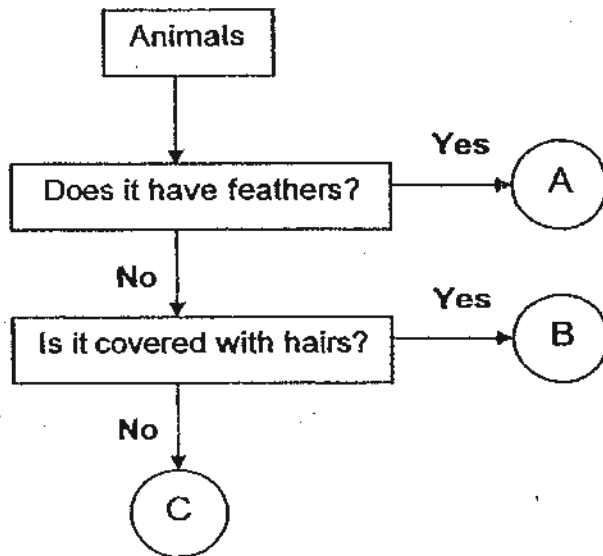 Animals
Does it have feathers?
Yes
A
No
Is it covered with hairs?
Yes
B
No
C